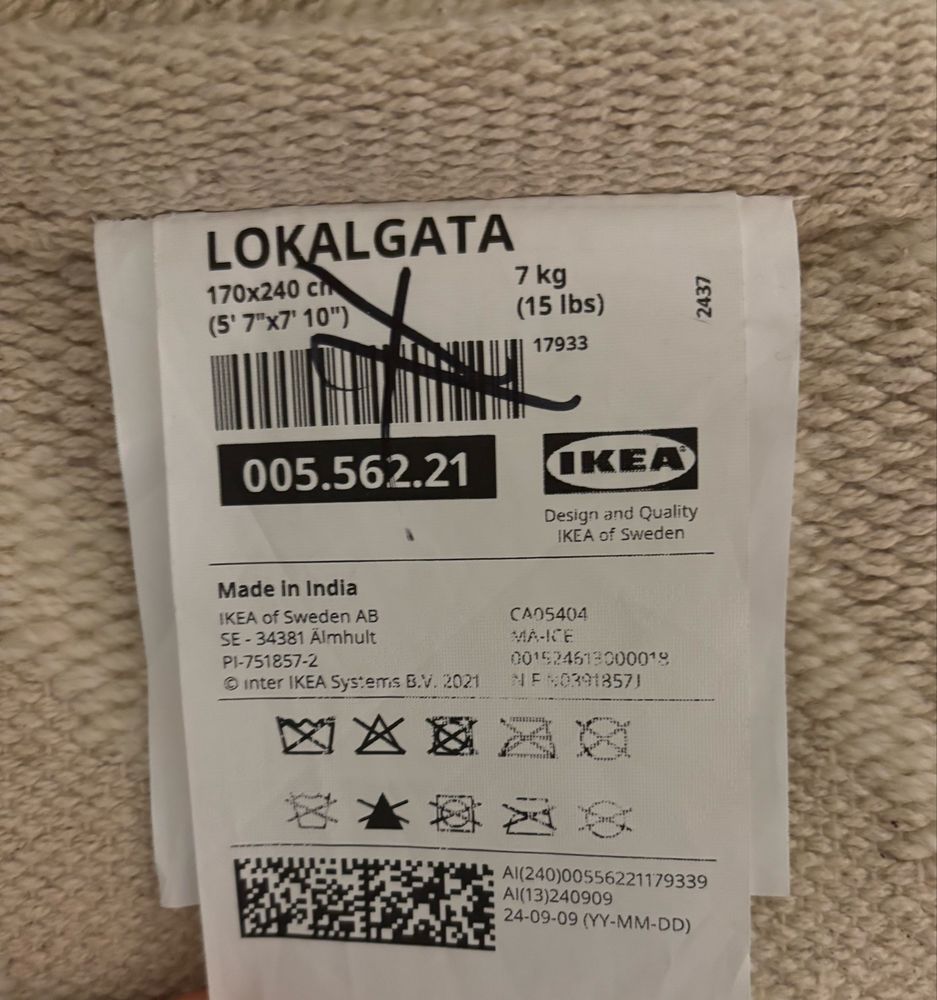 LOKALGATA
170x240 cm
(5' 7"x7' 10")
7 kg
(15 lbs)
2437
17933
005.562.21
IKEA
Design and Quality
IKEA of Sweden
Made in India
IKEA of Sweden AB
SE - 34381 Älmhult
PI-751857-2
© Inter IKEA Systems B.V. 2021
CA05404
MA-ICE
AI(240)00556221179339
AI(13)240909
24-09-09 (YY-MM-DD)